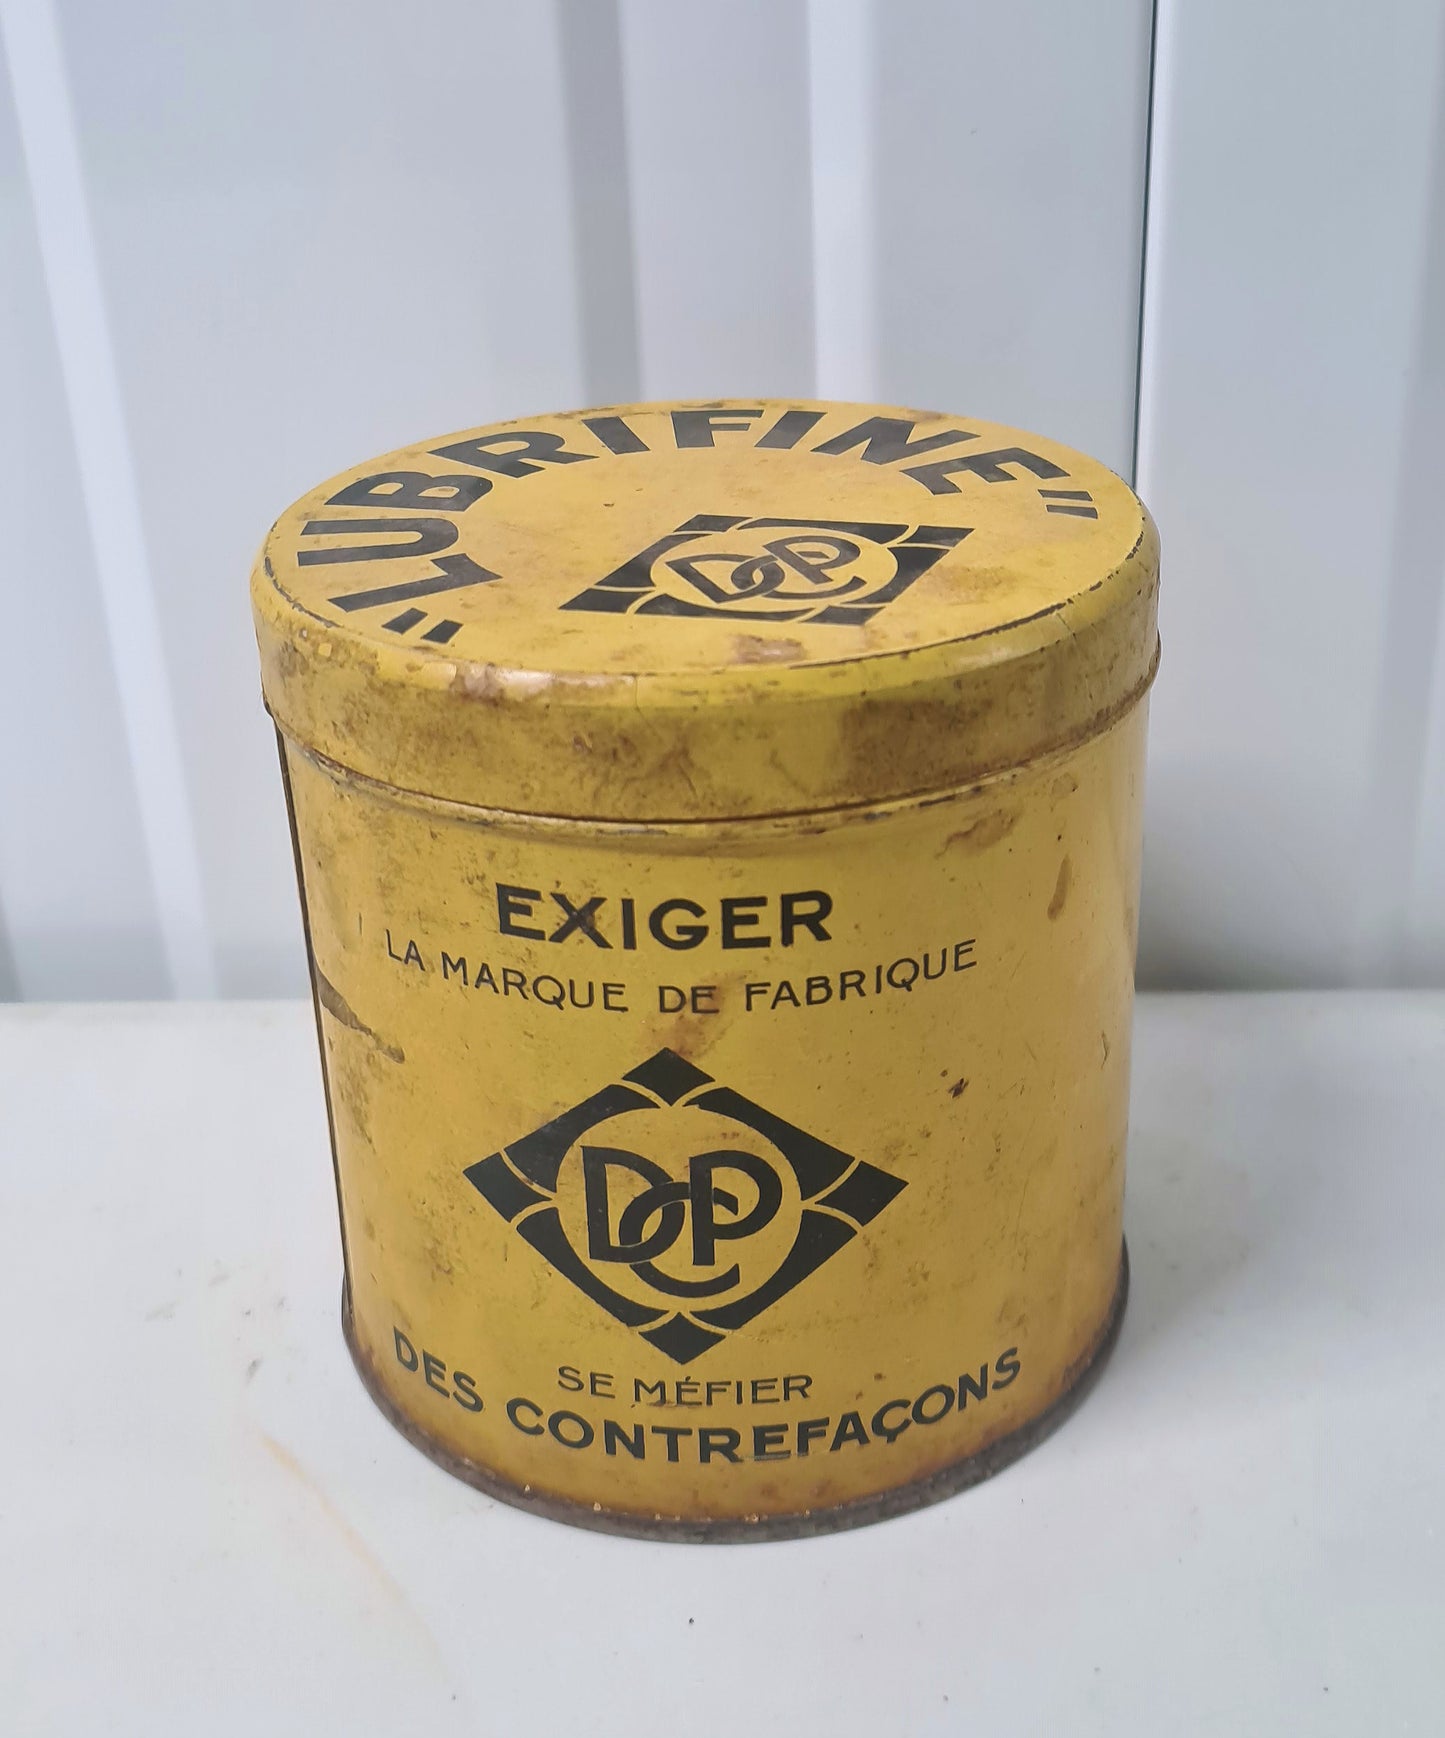 "LUBRIFINE"
DCP
EXIGER
LA MARQUE DE FABRIQUE
DCP
SE MÉFIER
DES CONTREFAÇONS